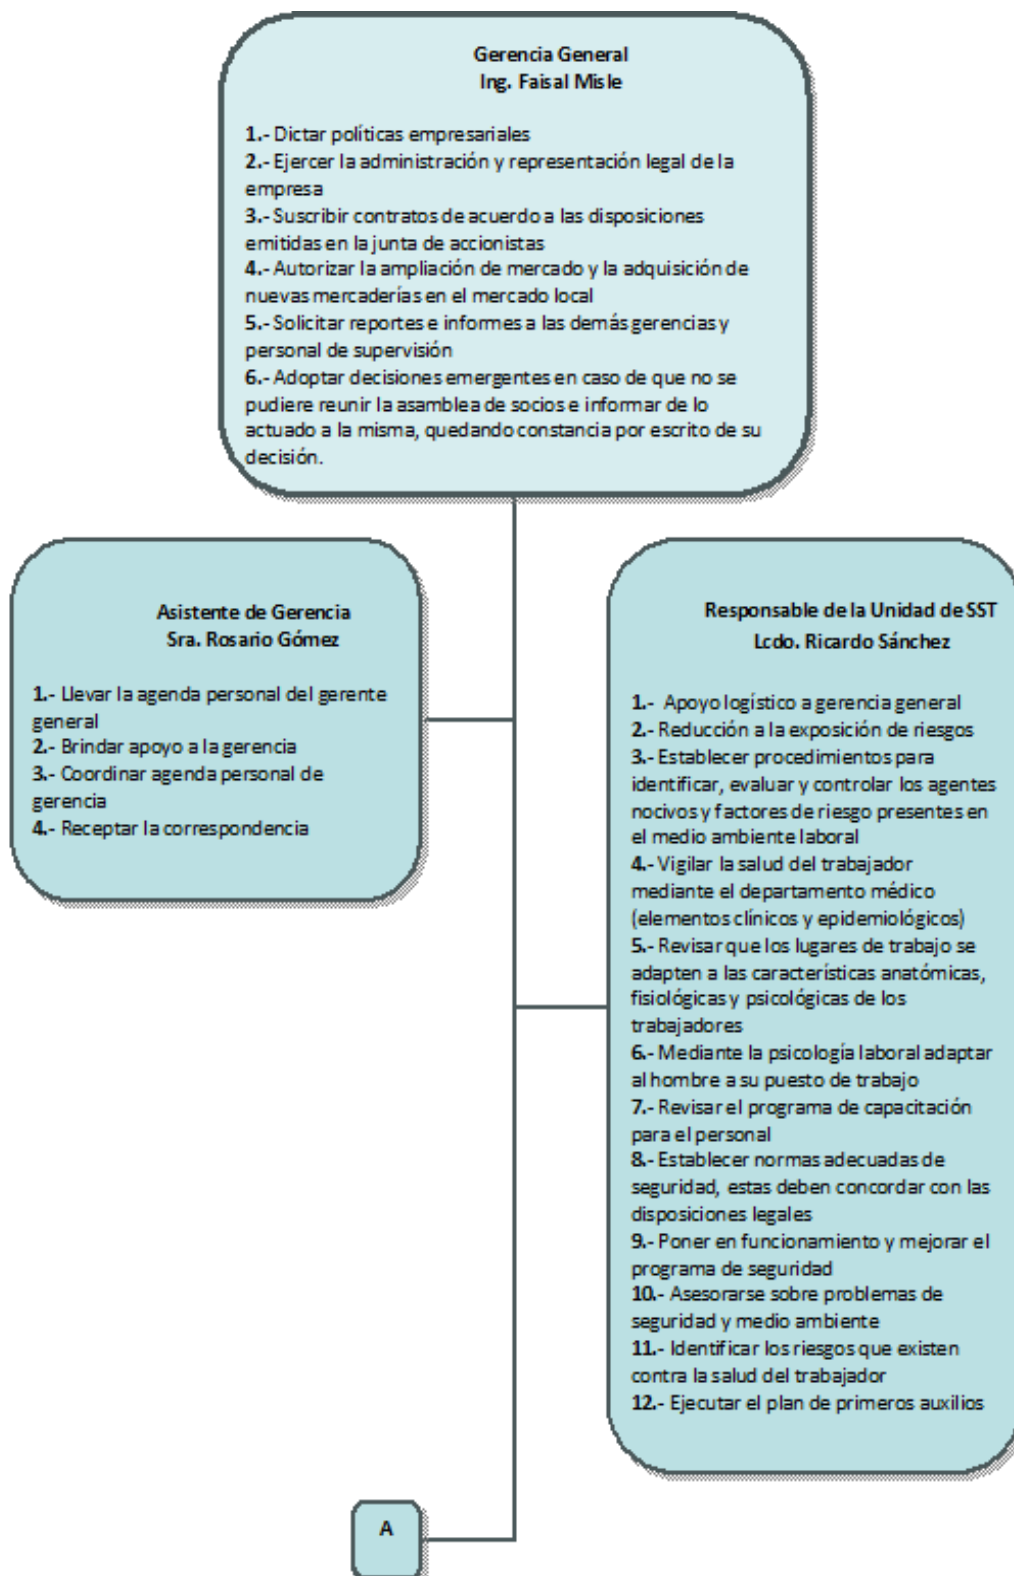 Gerencia General
Ing. Faisal Misle
1.- Dictar políticas empresariales
2.- Ejercer la administración y representación legal de la
empresa
3.- Suscribir contratos de acuerdo a las disposiciones
emitidas en la junta de accionistas
4.- Autorizar la ampliación de mercado y la adquisición de
nuevas mercaderías en el mercado local
5.- Solicitar reportes e informes a las demás gerencias y
personal de supervisión
6.- Adoptar decisiones emergentes en caso de que no se
pudiere reunir la asamblea de socios e informar de lo
actuado a la misma, quedando constancia por escrito de su
decisión.
Asistente de Gerencia
Sra. Rosario Gómez
1.- Llevar la agenda personal del gerente
general
2.- Brindar apoyo a la gerencia
3.- Coordinar agenda personal de
gerencia
4.- Receptar la correspondencia
Responsable de la Unidad de SST
Lcdo. Ricardo Sánchez
1.- Apoyo logístico a gerencia general
2.- Reducción a la exposición de riesgos
3.- Establecer procedimientos para
identificar, evaluar y controlar los agentes
nocivos y factores de riesgo presentes en
el medio ambiente laboral
4.- Vigilar la salud del trabajador
mediante el departamento médico
(elementos clínicos y epidemiológicos)
5.- Revisar que los lugares de trabajo se
adapten a las características anatómicas,
fisiológicas y psicológicas de los
trabajadores
6.- Mediante la psicología laboral adaptar
al hombre a su puesto de trabajo
7.- Revisar el programa de capacitación
para el personal
8.- Establecer normas adecuadas de
seguridad, estas deben concordar con las
disposiciones legales
9.- Poner en funcionamiento y mejorar el
programa de seguridad
10.- Asesorarse sobre problemas de
seguridad y medio ambiente
11.- Identificar los riesgos que existen
contra la salud del trabajador
12.- Ejecutar el plan de primeros auxilios
A